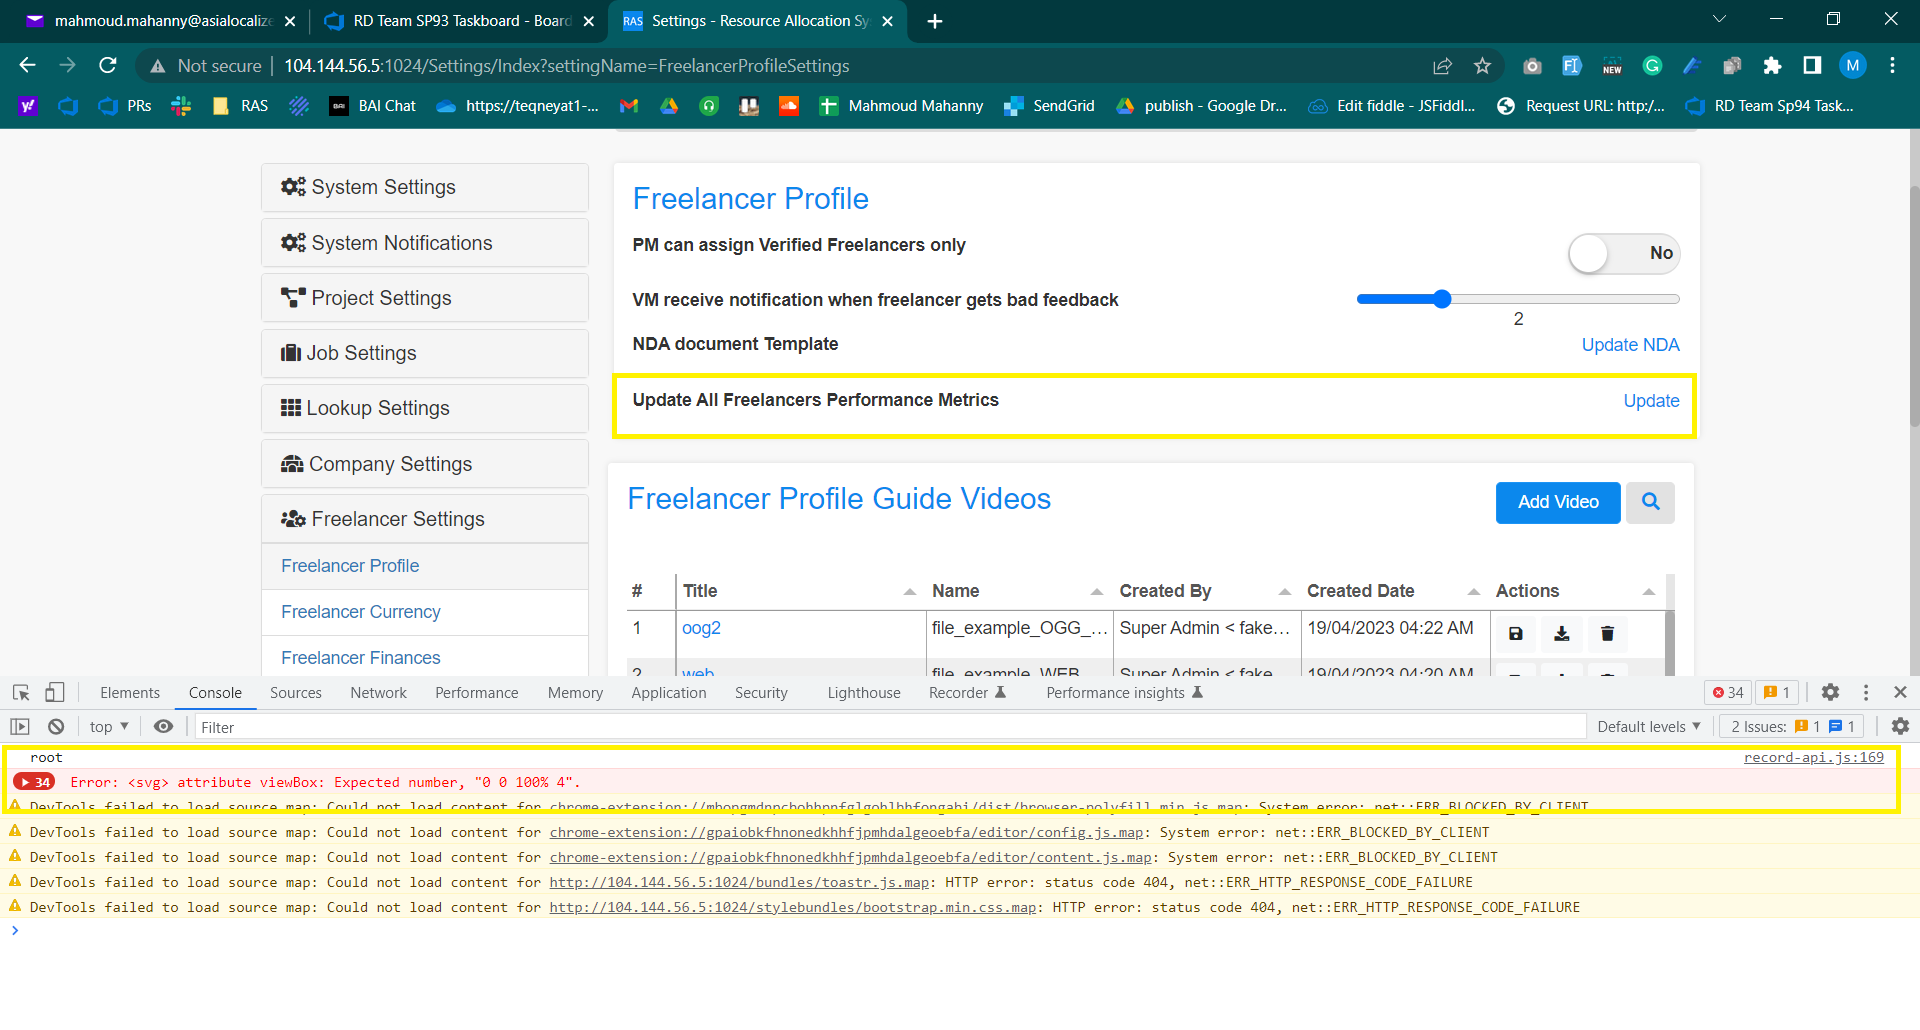 mahmoud.mahanny@asialocalize
RD Team SP93 Taskboard - Board
RAS Settings - Resource Allocation Sy
Not secure 104.144.56.5:1024/Settings/Index?settingName=FreelancerProfileSettings
NEW
M
PRs
RAS
BAI BAI Chat
https://teqneyat1-...
Mahmoud Mahanny
SendGrid
publish - Google Dr...
Edit fiddle - JSFiddl...
Request URL: http:/...
RD Team Sp94 Task...
System Settings
System Notifications
Project Settings
Job Settings
Lookup Settings
Company Settings
Freelancer Settings
Freelancer Profile
Freelancer Currency
Freelancer Finances
Freelancer Profile
PM can assign Verified Freelancers only No
VM receive notification when freelancer gets bad feedback
2
NDA document Template Update NDA
Update All Freelancers Performance Metrics Update
Freelancer Profile Guide Videos Add Video
# Title Name Created By Created Date Actions
1 oog2 file_example_OGG_... Super Admin < fake... 19/04/2023 04:22 AM
2 web file_example_WEB Super Admin < fake 19/04/2023 04:20 AM
Elements Console Sources Network Performance Memory Application Security Lighthouse Recorder Performance insights 34 1
top Filter Default levels 2 Issues: 1 1
root record-api.js:169
34 Error: <svg> attribute viewBox: Expected number, "0 0 100% 4".
DevTools failed to load source map: Could not load content for System error: net::ERR_BLOCKED_BY_CLIENT
DevTools failed to load source map: Could not load content for chrome-extension://gpaiobkfhnonedkhhfjpmhdalgeoebfa/editor/config.js.map: System error: net::ERR_BLOCKED_BY_CLIENT
DevTools failed to load source map: Could not load content for chrome-extension://gpaiobkfhnonedkhhfjpmhdalgeoebfa/editor/content.js.map: System error: net::ERR_BLOCKED_BY_CLIENT
DevTools failed to load source map: Could not load content for http://104.144.56.5:1024/bundles/toastr.js.map: HTTP error: status code 404, net::ERR_HTTP_RESPONSE_CODE_FAILURE
DevTools failed to load source map: Could not load content for http://104.144.56.5:1024/stylebundles/bootstrap.min.css.map: HTTP error: status code 404, net::ERR_HTTP_RESPONSE_CODE_FAILURE